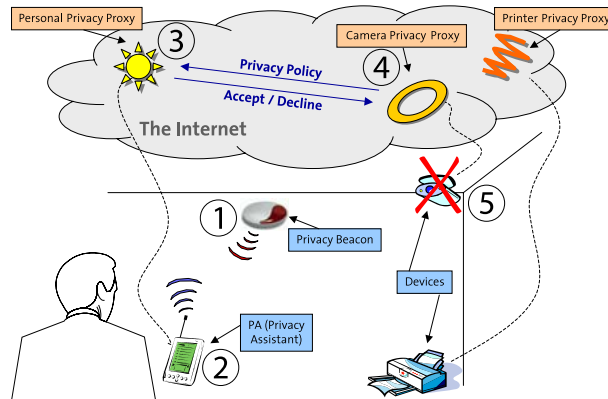 Personal Privacy Proxy
Printer Privacy Proxy
3
Camera Privacy Proxy
4
Privacy Policy
Accept / Decline
The Internet
1
5
Privacy Beacon
Devices
PA (Privacy
Assistant)
2